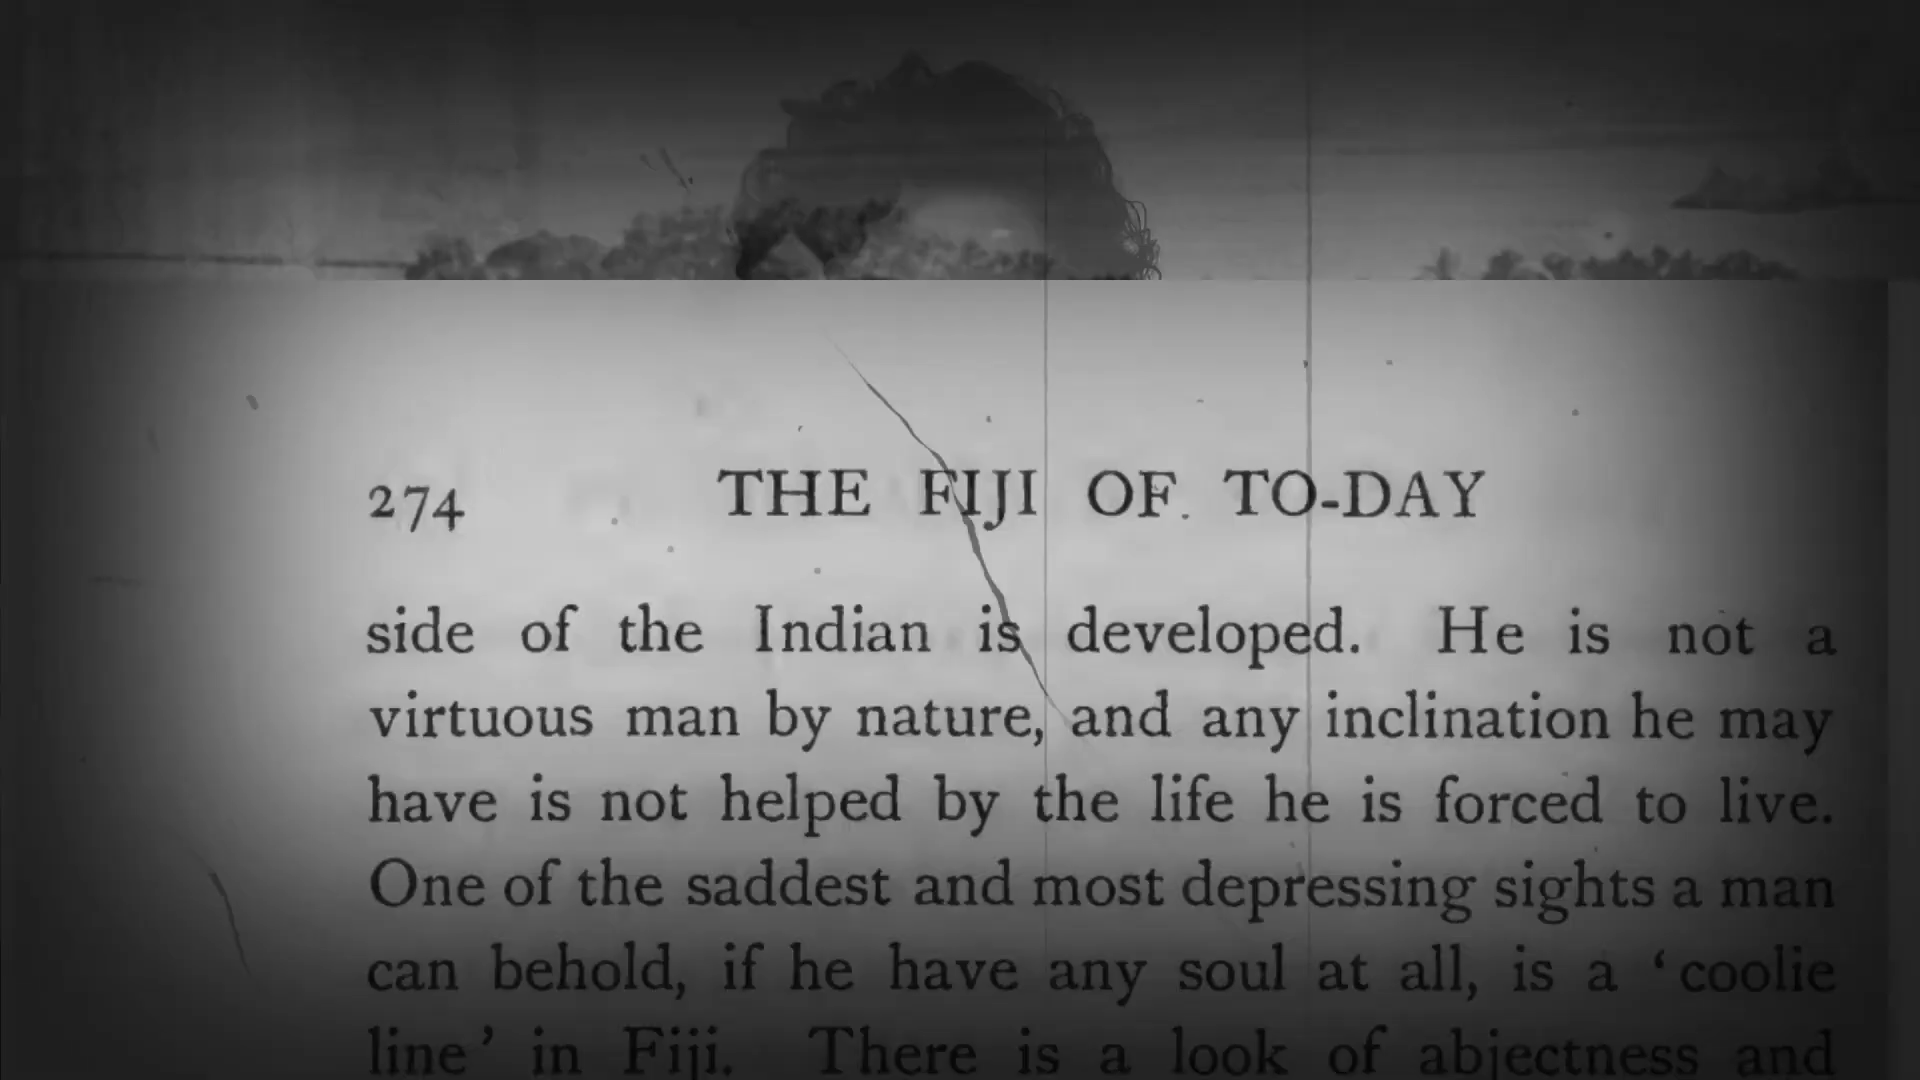 274 THE FIJI OF TO-DAY
side of the Indian is developed. He is not a
virtuous man by nature, and any inclination he may
have is not helped by the life he is forced to live.
One of the saddest and most depressing sights a man
can behold, if he have any soul at all, is a ‘coolie
line’ in Fiji. There is a look of abjectness and